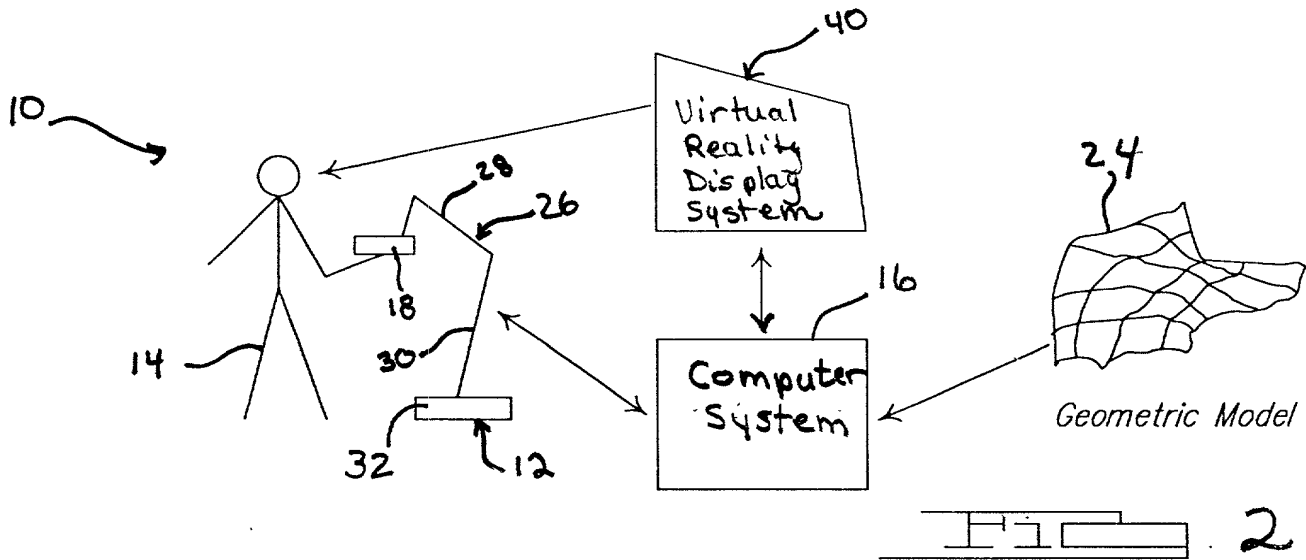 40
10
Virtual
Reality
Display
System
24
28
26
18
16
14
30
Computer
System
Geometric Model
32
12
Fig. 2